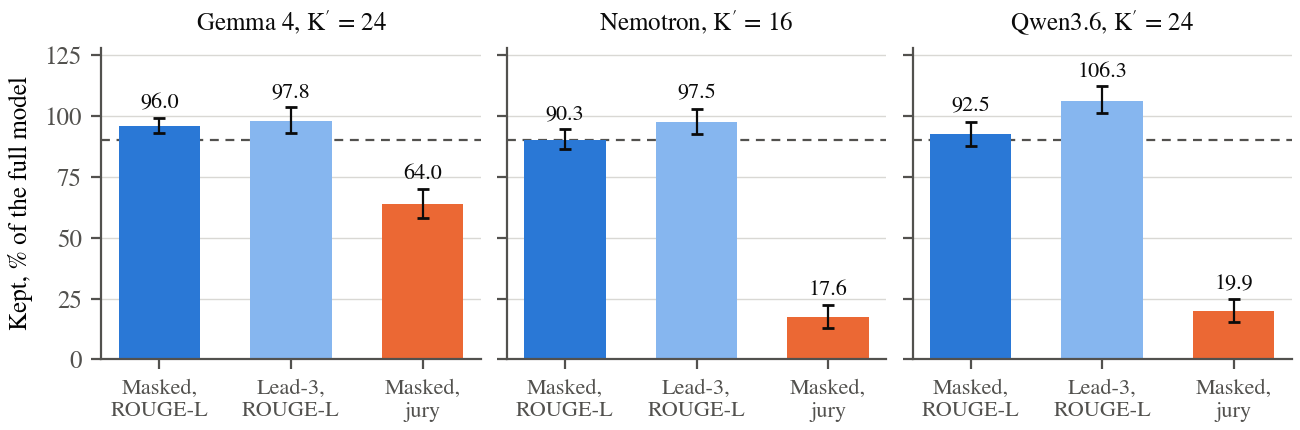 Gemma 4, K′ = 24
Nemotron, K′ = 16
Qwen3.6, K′ = 24
Kept, % of the full model
125
100
75
50
25
0
96.0
97.8
64.0
90.3
97.5
17.6
92.5
106.3
19.9
Masked,
ROUGE-L
Lead-3,
ROUGE-L
Masked,
jury
Masked,
ROUGE-L
Lead-3,
ROUGE-L
Masked,
jury
Masked,
ROUGE-L
Lead-3,
ROUGE-L
Masked,
jury